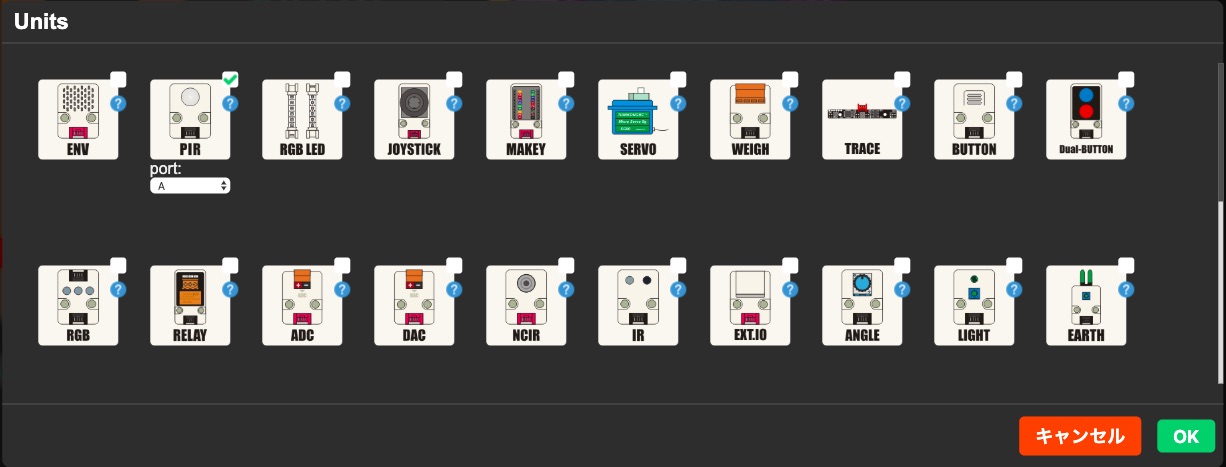 Units
ENV
PIR
RGB LED
JOYSTICK
MAKEY
SERVO
WEIGH
TRACE
BUTTON
Dual-BUTTON
port:
A
RGB
RELAY
ADC
DAC
NCIR
IR
EXT.IO
ANGLE
LIGHT
EARTH
キャンセル
OK